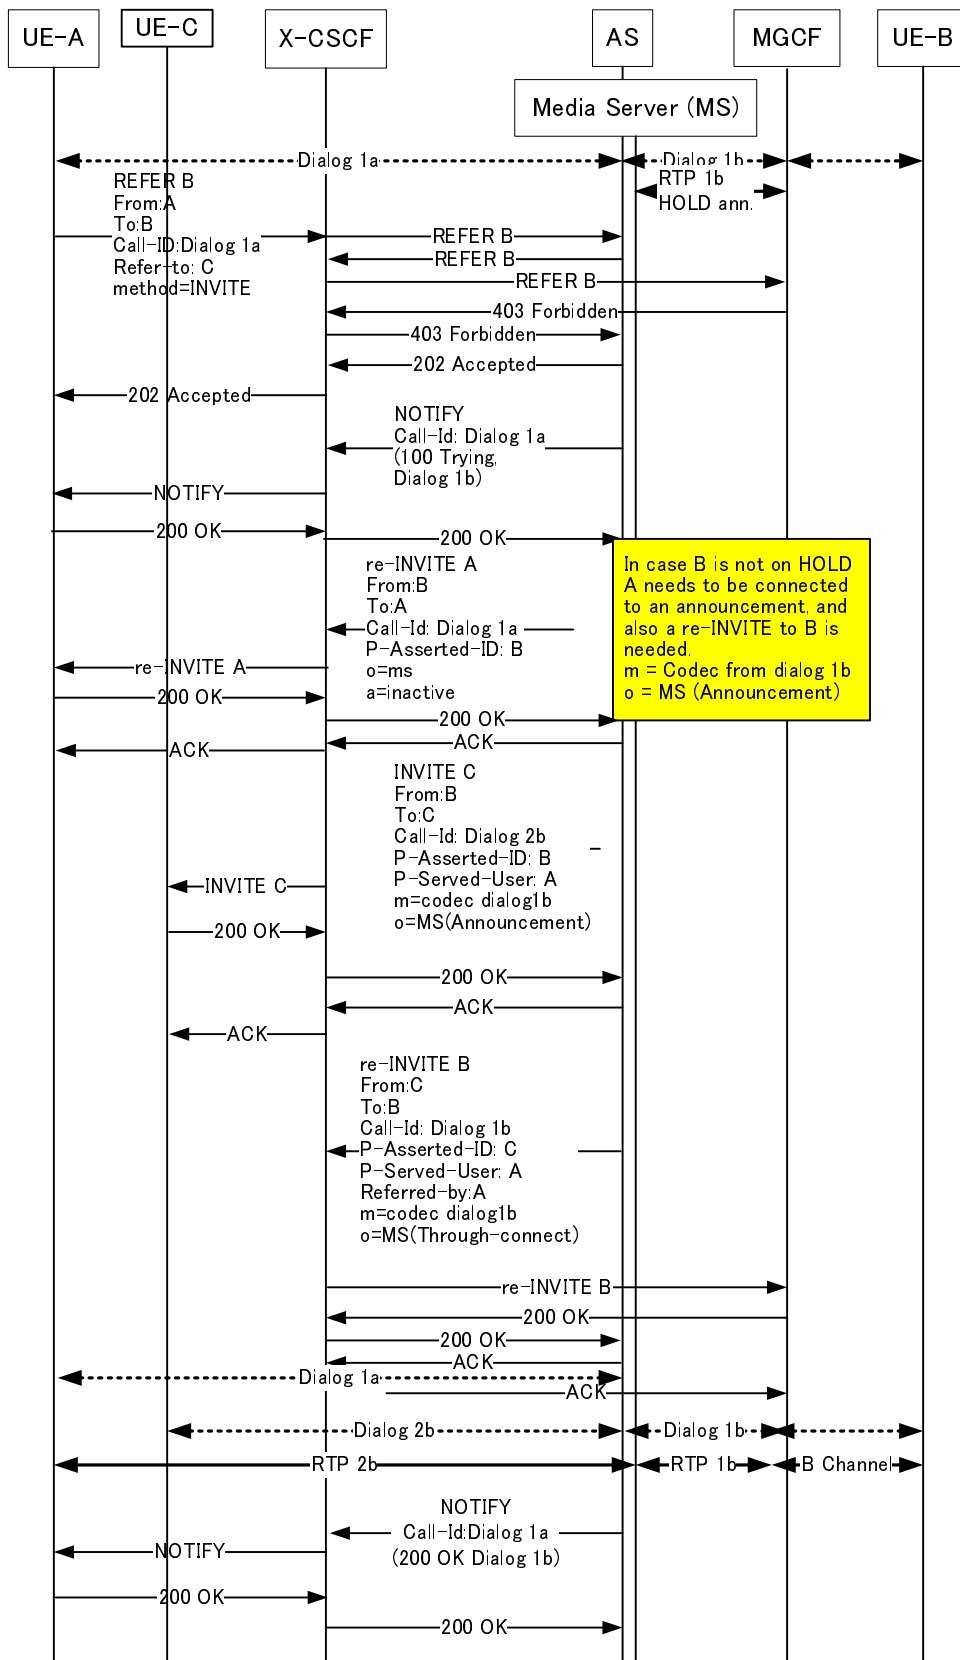 UE-A
UE-C
X-CSCF
AS
MGCF
UE-B
Media Server (MS)
Dialog 1a
Dialog 1b
REFER B
From:A
To:B
Call-ID:Dialog 1a
Refer-to: C
method=INVITE
RTP 1b
HOLD ann.
REFER B
REFER B
REFER B
403 Forbidden
403 Forbidden
202 Accepted
202 Accepted
NOTIFY
Call-Id: Dialog 1a
(100 Trying,
Dialog 1b)
NOTIFY
200 OK
200 OK
In case B is not on HOLD
A needs to be connected
to an announcement, and
also a re-INVITE to B is
needed.
m = Codec from dialog 1b
o = MS (Announcement)
re-INVITE A
From:B
To:A
Call-Id: Dialog 1a
P-Asserted-ID: B
o=ms
a=inactive
re-INVITE A
200 OK
200 OK
ACK
ACK
INVITE C
From:B
To:C
Call-Id: Dialog 2b
P-Asserted-ID: B
P-Served-User: A
m=codec dialog1b
o=MS(Announcement)
INVITE C
200 OK
200 OK
ACK
ACK
re-INVITE B
From:C
To:B
Call-Id: Dialog 1b
P-Asserted-ID: C
P-Served-User: A
Referred-by:A
m=codec dialog1b
o=MS(Through-connect)
re-INVITE B
200 OK
200 OK
ACK
Dialog 1a
ACK
Dialog 2b
Dialog 1b
RTP 2b
RTP 1b
B Channel
NOTIFY
Call-Id:Dialog 1a
(200 OK Dialog 1b)
NOTIFY
200 OK
200 OK